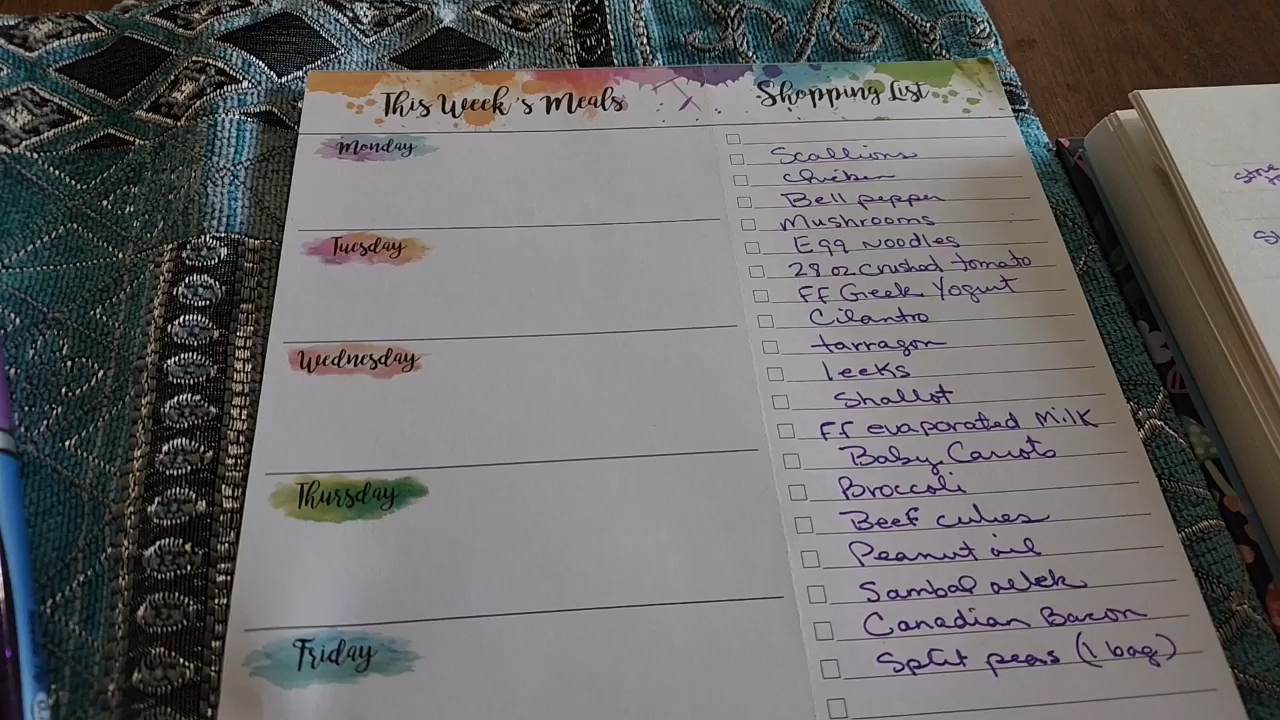 This Week's Meals
Monday
Tuesday
Wednesday
Thursday
Friday
Shopping List
Scallions
Chicken
Bell pepper
Mushrooms
Egg Noodles
28 oz crushed tomato
FF Greek Yogurt
Cilantro
tarragon
leeks
Shallot
FF evaporated Milk
Baby Carrots
Broccoli
Beef cubes
Peanut oil
Sambal oelek
Canadian Bacon
Split peas (1 bag)